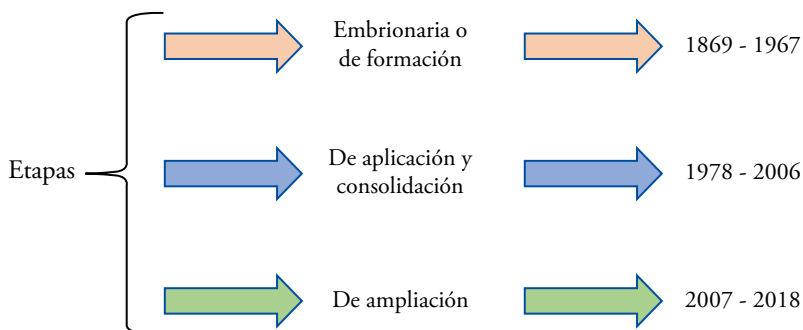 Embrionaria o
de formación
1869 - 1967
Etapas
De aplicación y
consolidación
1978 - 2006
De ampliación
2007 - 2018